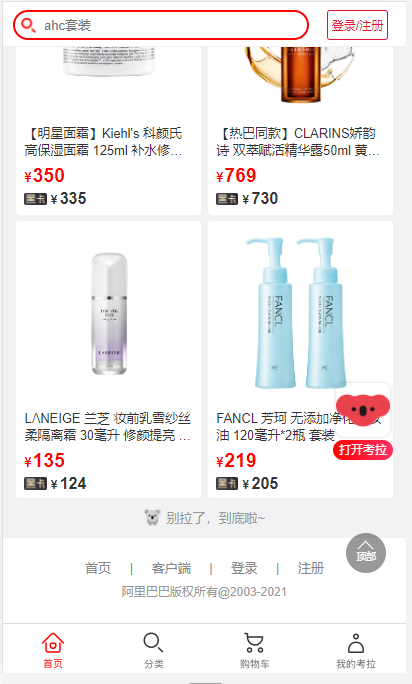 ahc套装
登录/注册
【明星面霜】Kiehl's 科颜氏
高保湿面霜 125ml 补水修...
¥350
黑卡 ¥ 335
【热巴同款】CLARINS娇韵
诗 双萃赋活精华露50ml 黄...
¥769
黑卡 ¥ 730
FANCL
FANCL
LANEIGE
LΛNEIGE 兰芝 妆前乳雪纱丝
柔隔离霜 30毫升 修颜提亮 ...
¥135
黑卡 ¥ 124
FANCL 芳珂 无添加净化
油 120毫升*2瓶 套装
¥219
黑卡 ¥ 205
打开考拉
别拉了，到底啦~
顶部
首页 | 客户端 | 登录 | 注册
阿里巴巴版权所有@2003-2021
首页 分类 购物车 我的考拉